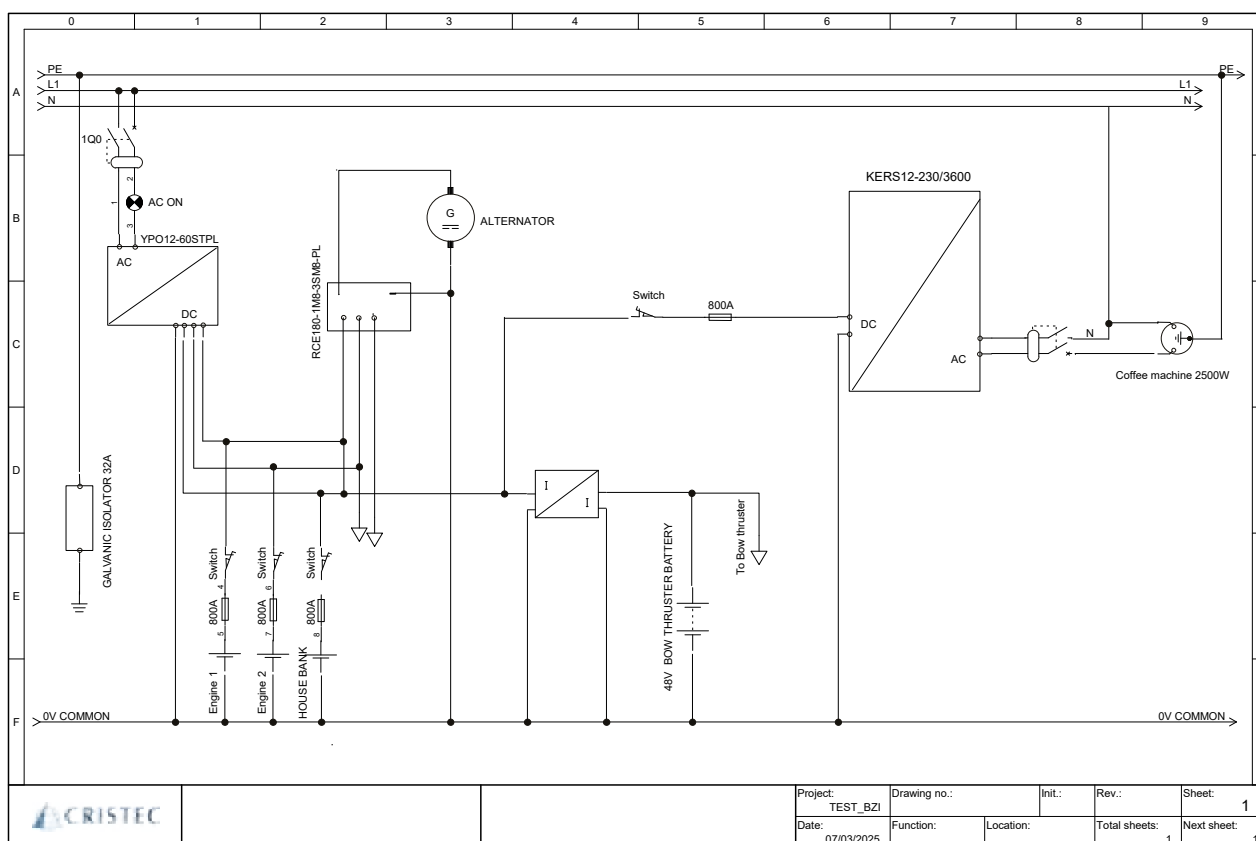 0 1 2 3 4 5 6 7 8 9
A
B
C
D
E
F
PE
L1
N
PE
L1
N
1Q0
2
1
AC ON
3
YPO12-60STPL
AC
DC
RCE180-1M8-3SM8-PL
G
ALTERNATOR
KERS12-230/3600
Switch
800A
DC
AC
N
Coffee machine 2500W
GALVANIC ISOLATOR 32A
I
I
Switch
Switch
Switch
4
6
800A
800A
800A
5
7
8
Engine 1
Engine 2
HOUSE BANK
48V BOW THRUSTER BATTERY
To Bow thruster
0V COMMON
0V COMMON
CRISTEC
Project: Drawing no.: Init.: Rev.: Sheet:
TEST_BZI 1
Date: Function: Location: Total sheets: Next sheet:
07/03/2025 1 1